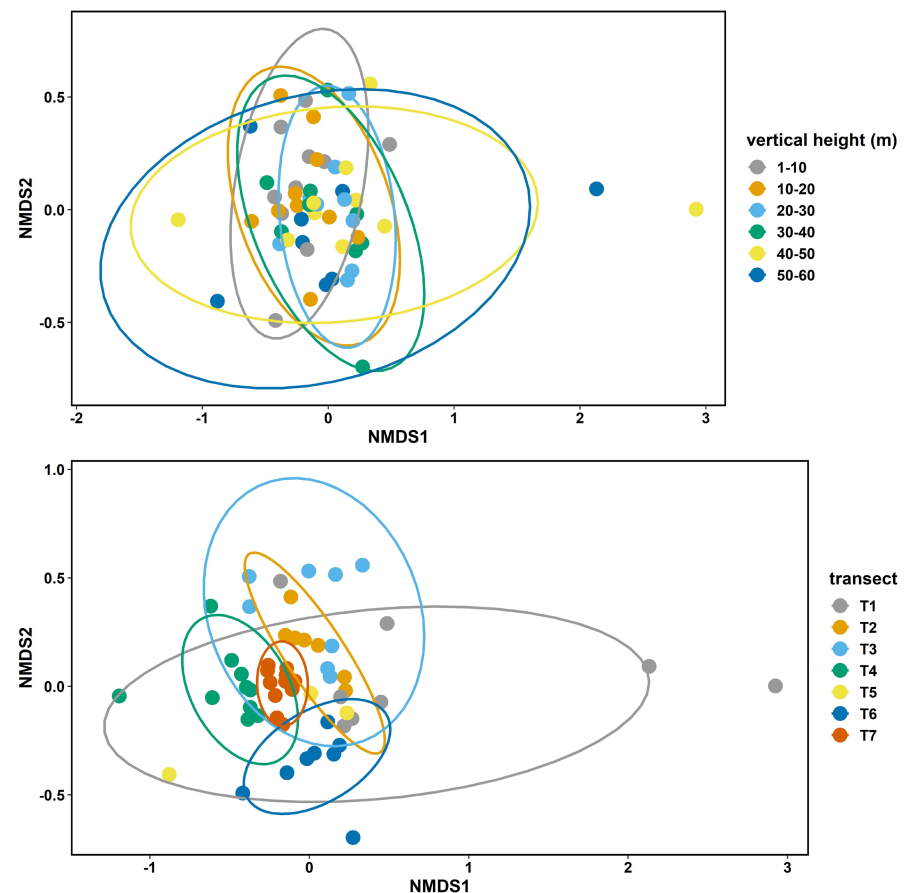 0.5
0.0
-0.5
NMDS2
-2 -1 0 1 2 3
NMDS1
vertical height (m)
1-10
10-20
20-30
30-40
40-50
50-60
1.0
0.5
0.0
-0.5
NMDS2
-1 0 1 2 3
NMDS1
transect
T1
T2
T3
T4
T5
T6
T7